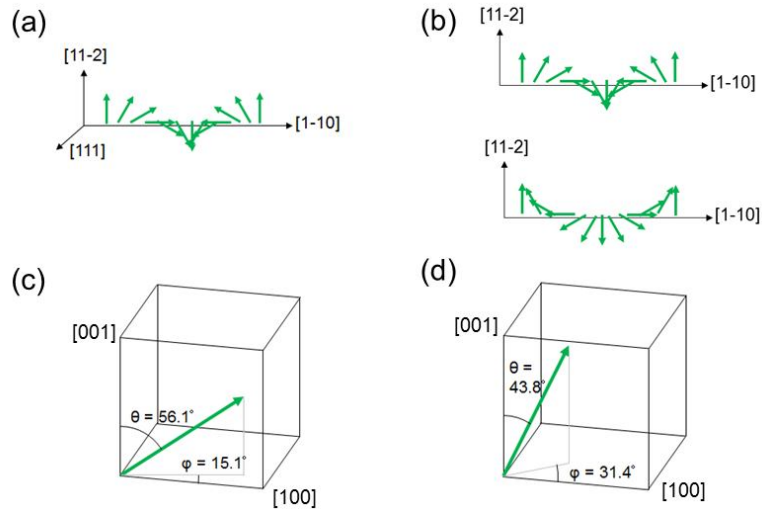 (a)
[11-2]
[1-10]
[111]
(b)
[11-2]
[1-10]
[11-2]
[1-10]
(c)
[001]
θ = 56.1°
φ = 15.1°
[100]
(d)
[001]
θ =
43.8°
φ = 31.4°
[100]